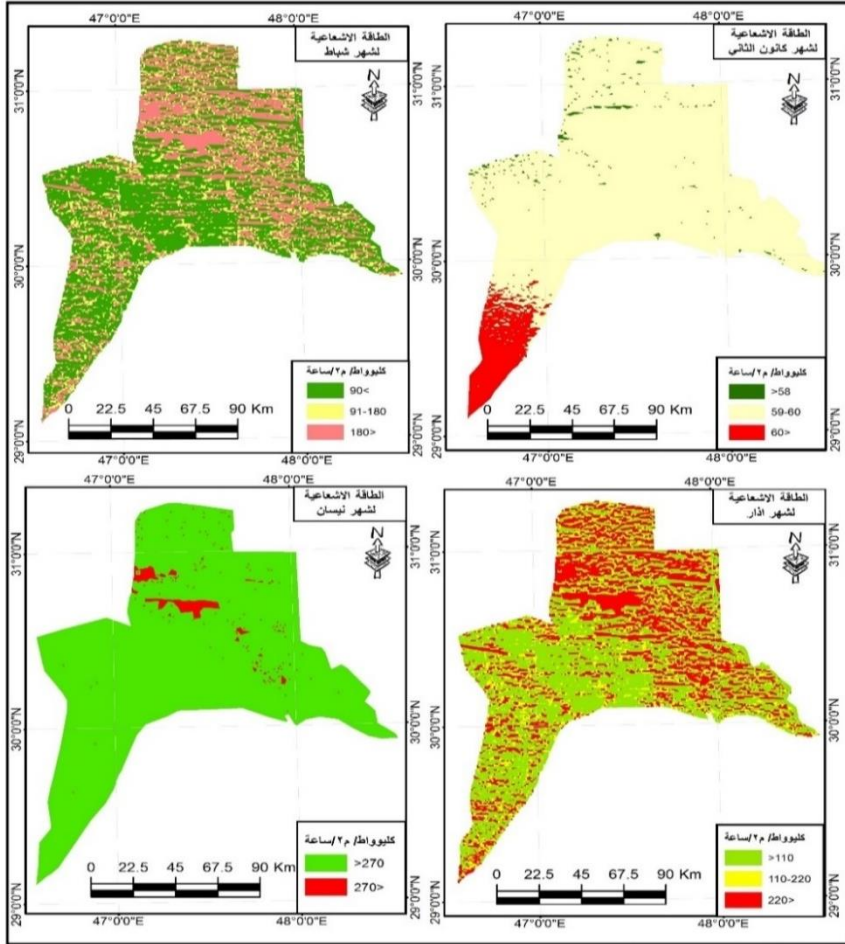 الطاقة الاشعاعية
لشهر كانون الثاني
N
31°0'0"N
30°0'0"N
29°0'0"N
كليوواط/ م٢/ساعة
>58
59-60
60>
0 22.5 45 67.5 90 Km
47°0'0"E 48°0'0"E
47°0'0"E 48°0'0"E
الطاقة الاشعاعية
لشهر شباط
N
31°0'0"N
30°0'0"N
29°0'0"N
كليوواط/ م٢/ساعة
90<
91-180
180>
0 22.5 45 67.5 90 Km
47°0'0"E 48°0'0"E
47°0'0"E 48°0'0"E
الطاقة الاشعاعية
لشهر اذار
N
31°0'0"N
30°0'0"N
29°0'0"N
كليوواط/ م٢/ساعة
>110
110-220
220>
0 22.5 45 67.5 90 Km
47°0'0"E 48°0'0"E
الطاقة الاشعاعية
لشهر نيسان
N
31°0'0"N
30°0'0"N
29°0'0"N
كليوواط/ م٢/ساعة
>270
270>
0 22.5 45 67.5 90 Km
47°0'0"E 48°0'0"E